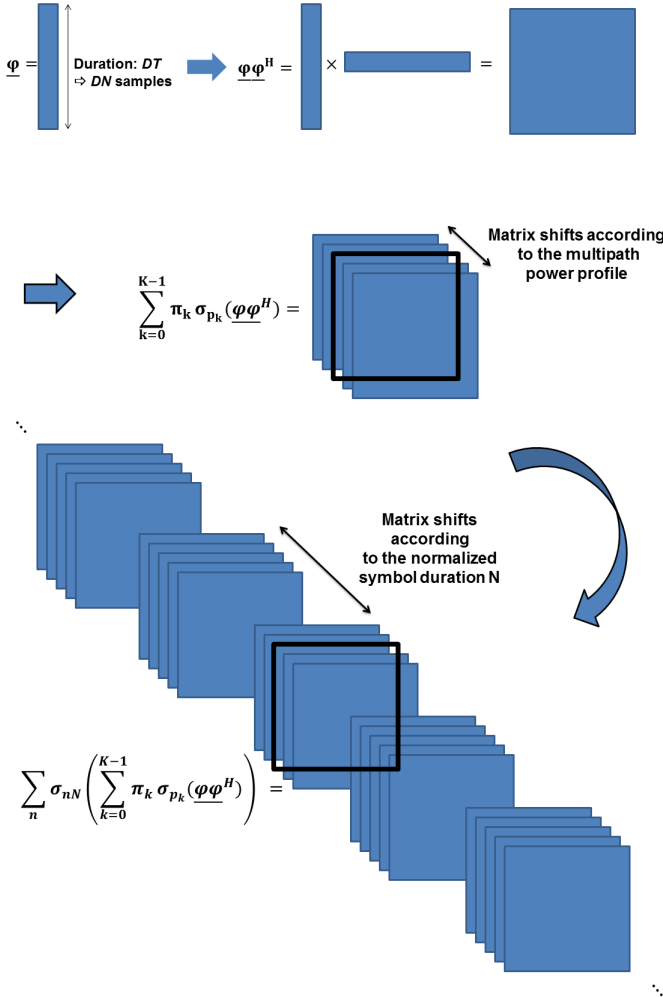 φ = Duration: DT
⇨ DN samples
φφ^H = × =
Matrix shifts according
to the multipath
power profile
∑_{k=0}^{K−1} π_k σ_{p_k}(φφ^H) =
⋱
Matrix shifts
according
to the normalized
symbol duration N
∑_n σ_{nN}(∑_{k=0}^{K−1} π_k σ_{p_k}(φφ^H)) =
⋱